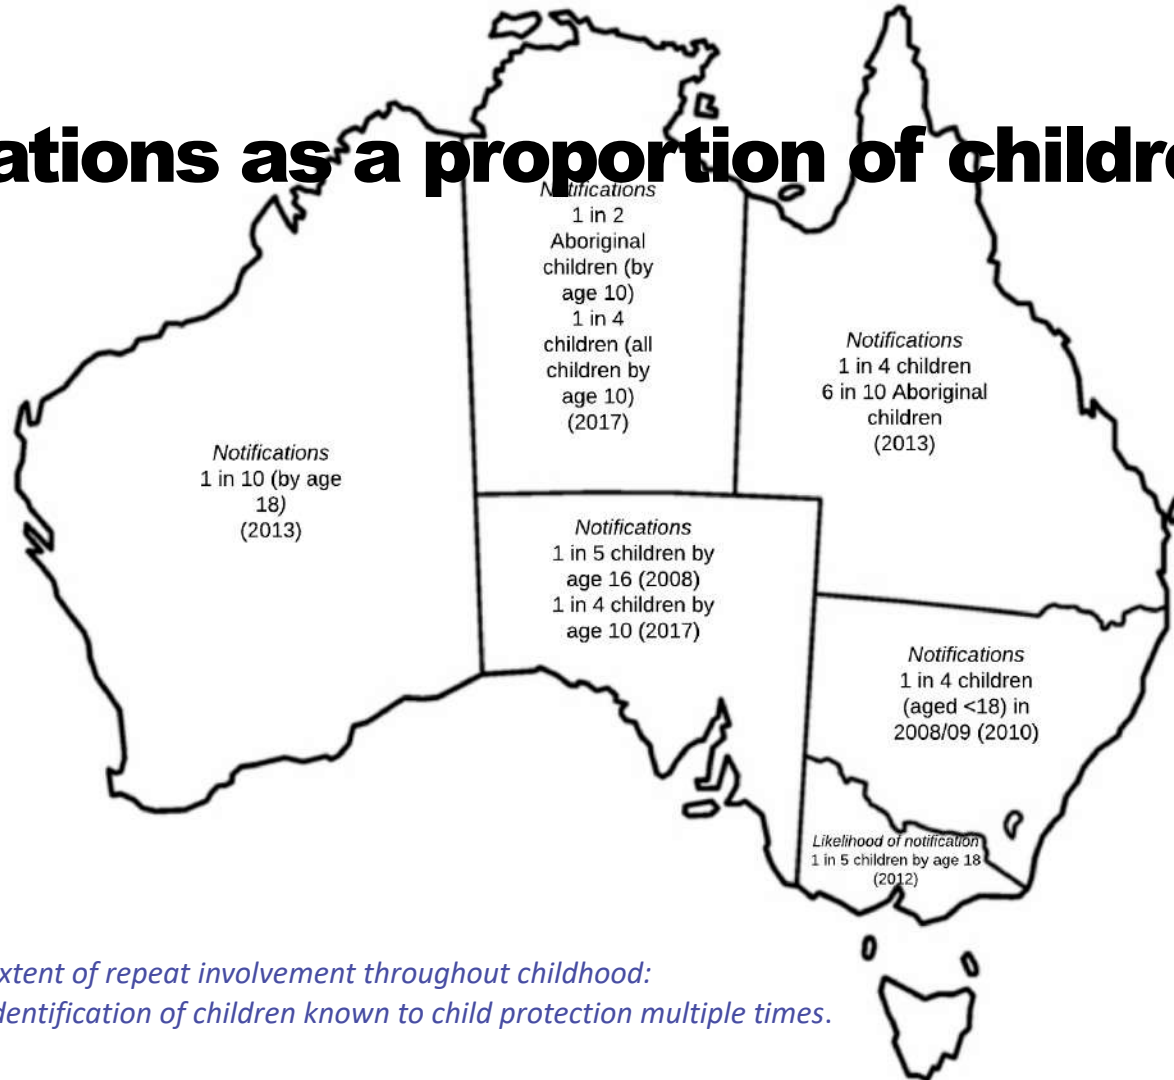 ations as a proportion of childre
Notifications
1 in 2
Aboriginal
children (by
age 10)
1 in 4
children (all
children by
age 10)
(2017)
Notifications
1 in 4 children
6 in 10 Aboriginal
children
(2013)
Notifications
1 in 10 (by age
18)
(2013)
Notifications
1 in 5 children by
age 16 (2008)
1 in 4 children by
age 10 (2017)
Notifications
1 in 4 children
(aged <18) in
2008/09 (2010)
Likelihood of notification
1 in 5 children by age 18
(2012)
xtent of repeat involvement throughout childhood:
dentification of children known to child protection multiple times.